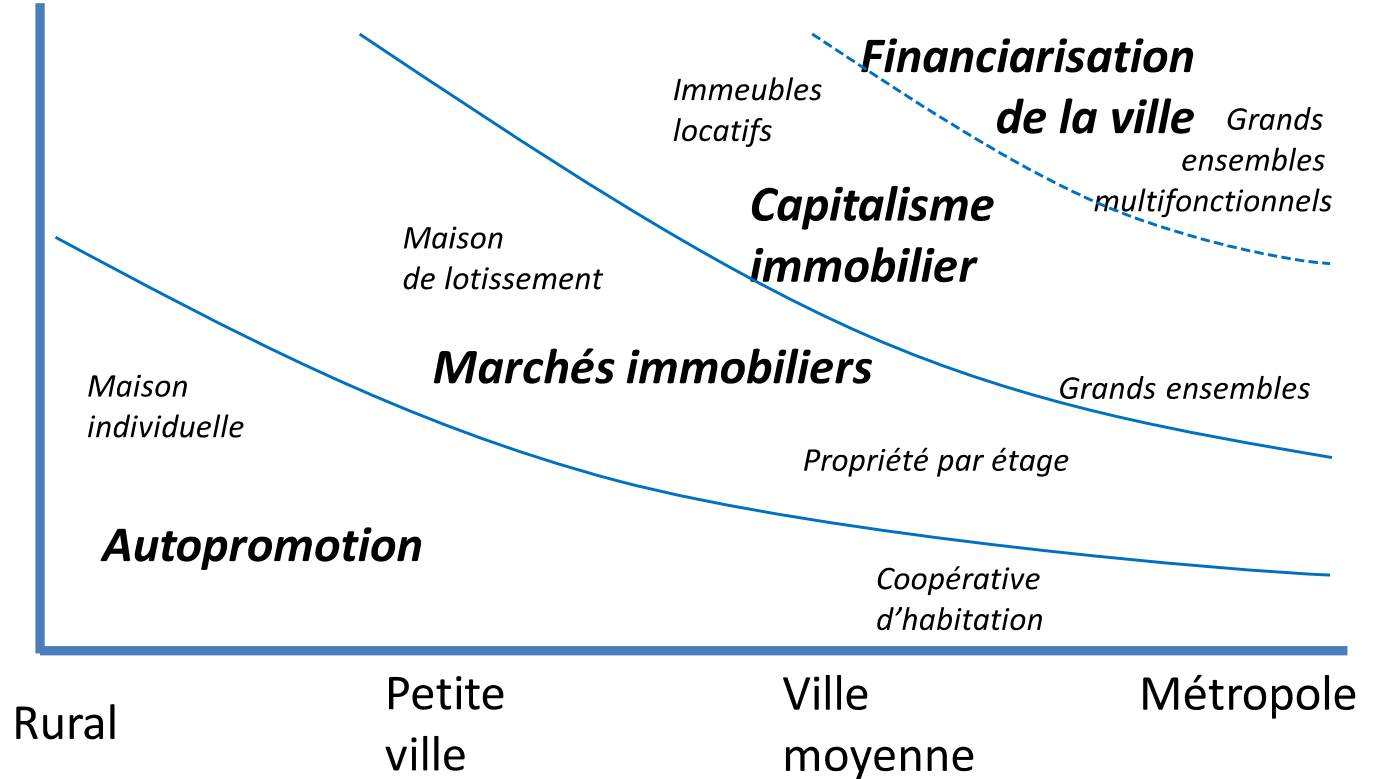 Financiarisation
de la ville
Immeubles
locatifs
Grands
ensembles
multifonctionnels
Capitalisme
immobilier
Maison
de lotissement
Marchés immobiliers
Maison
individuelle
Grands ensembles
Propriété par étage
Autopromotion
Coopérative
d’habitation
Rural
Petite
ville
Ville
moyenne
Métropole